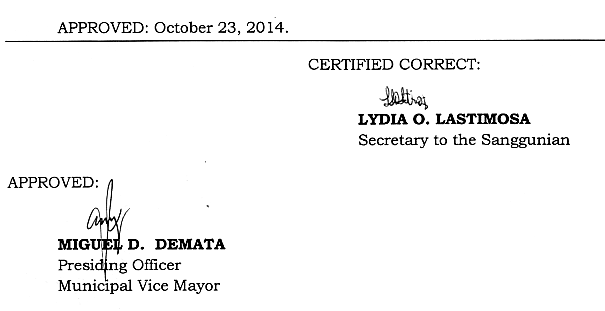 APPROVED: October 23, 2014.
CERTIFIED CORRECT:
LYDIA O. LASTIMOSA
Secretary to the Sanggunian
APPROVED:
MIGUEL D. DEMATA
Presiding Officer
Municipal Vice Mayor